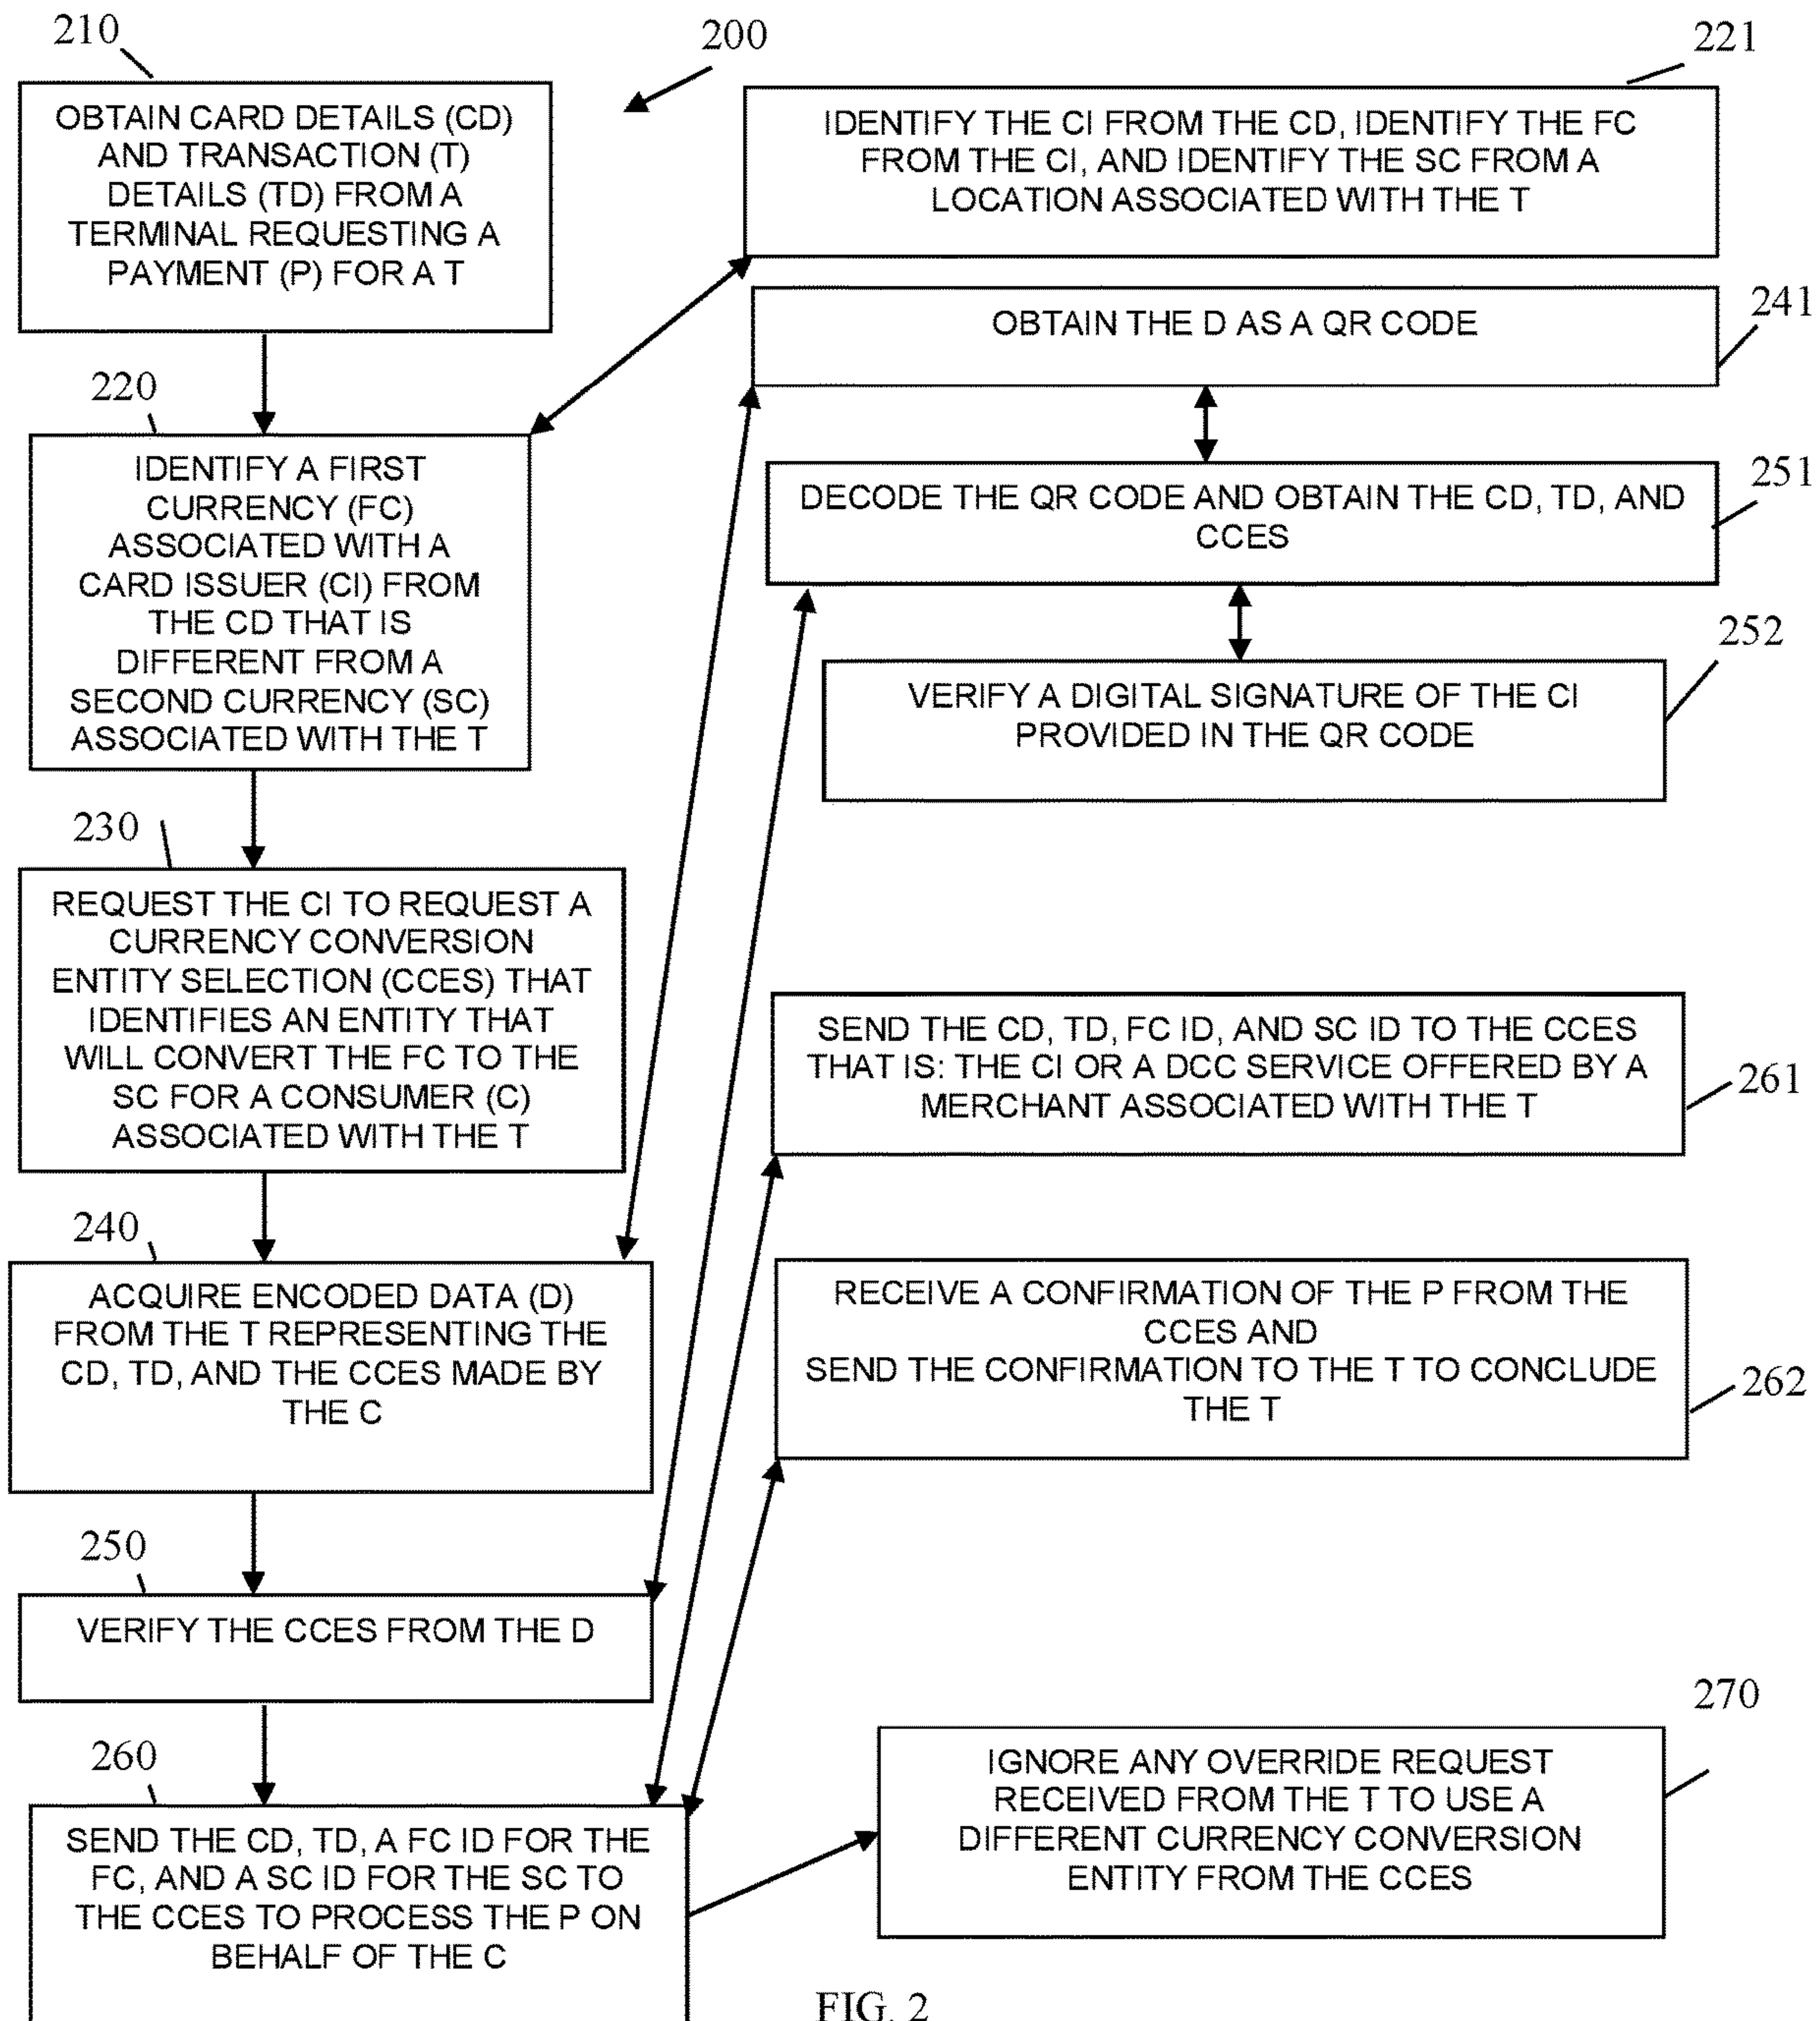 210
200
221
OBTAIN CARD DETAILS (CD)
AND TRANSACTION (T)
DETAILS (TD) FROM A
TERMINAL REQUESTING A
PAYMENT (P) FOR A T
IDENTIFY THE CI FROM THE CD, IDENTIFY THE FC
FROM THE CI, AND IDENTIFY THE SC FROM A
LOCATION ASSOCIATED WITH THE T
241
OBTAIN THE D AS A QR CODE
220
IDENTIFY A FIRST
CURRENCY (FC)
ASSOCIATED WITH A
CARD ISSUER (CI) FROM
THE CD THAT IS
DIFFERENT FROM A
SECOND CURRENCY (SC)
ASSOCIATED WITH THE T
251
DECODE THE QR CODE AND OBTAIN THE CD, TD, AND
CCES
252
VERIFY A DIGITAL SIGNATURE OF THE CI
PROVIDED IN THE QR CODE
230
REQUEST THE CI TO REQUEST A
CURRENCY CONVERSION
ENTITY SELECTION (CCES) THAT
IDENTIFIES AN ENTITY THAT
WILL CONVERT THE FC TO THE
SC FOR A CONSUMER (C)
ASSOCIATED WITH THE T
SEND THE CD, TD, FC ID, AND SC ID TO THE CCES
THAT IS: THE CI OR A DCC SERVICE OFFERED BY A
MERCHANT ASSOCIATED WITH THE T
261
240
ACQUIRE ENCODED DATA (D)
FROM THE T REPRESENTING THE
CD, TD, AND THE CCES MADE BY
THE C
RECEIVE A CONFIRMATION OF THE P FROM THE
CCES AND
SEND THE CONFIRMATION TO THE T TO CONCLUDE
THE T
262
250
VERIFY THE CCES FROM THE D
260
SEND THE CD, TD, A FC ID FOR THE
FC, AND A SC ID FOR THE SC TO
THE CCES TO PROCESS THE P ON
BEHALF OF THE C
270
IGNORE ANY OVERRIDE REQUEST
RECEIVED FROM THE T TO USE A
DIFFERENT CURRENCY CONVERSION
ENTITY FROM THE CCES
FIG. 2